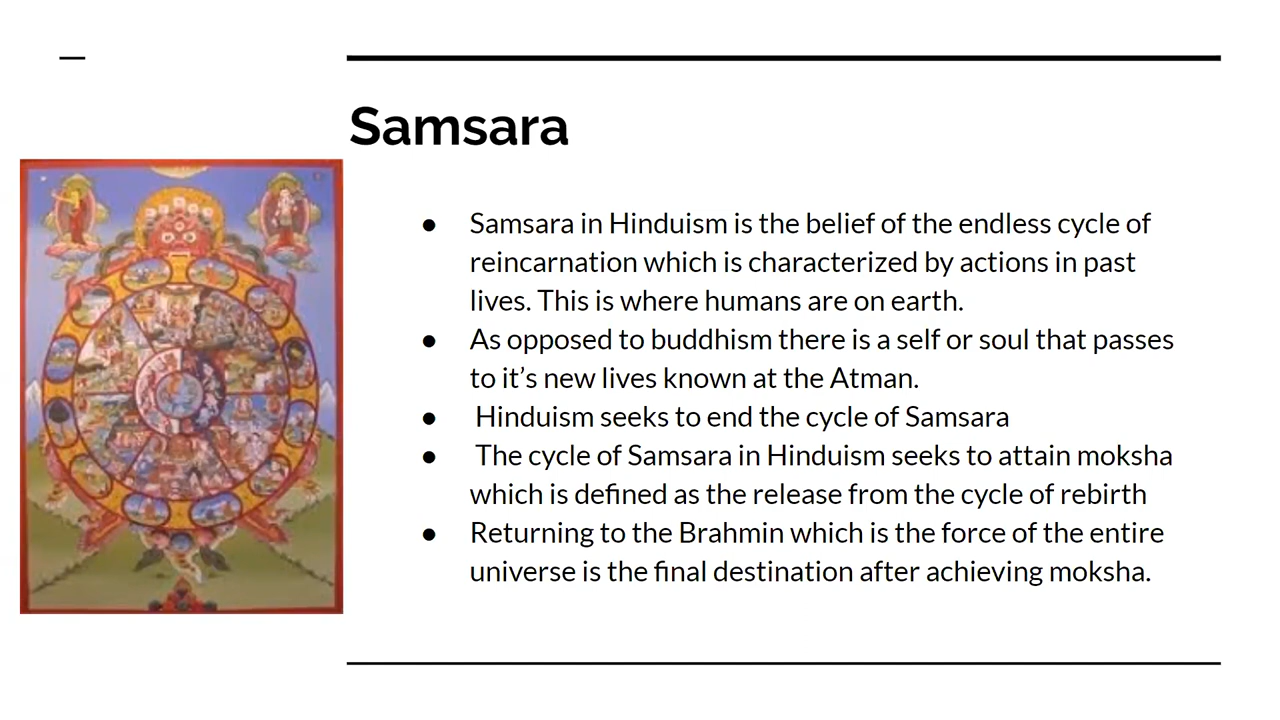 Samsara
● Samsara in Hinduism is the belief of the endless cycle of
reincarnation which is characterized by actions in past
lives. This is where humans are on earth.
● As opposed to buddhism there is a self or soul that passes
to it’s new lives known at the Atman.
● Hinduism seeks to end the cycle of Samsara
● The cycle of Samsara in Hinduism seeks to attain moksha
which is defined as the release from the cycle of rebirth
● Returning to the Brahmin which is the force of the entire
universe is the final destination after achieving moksha.